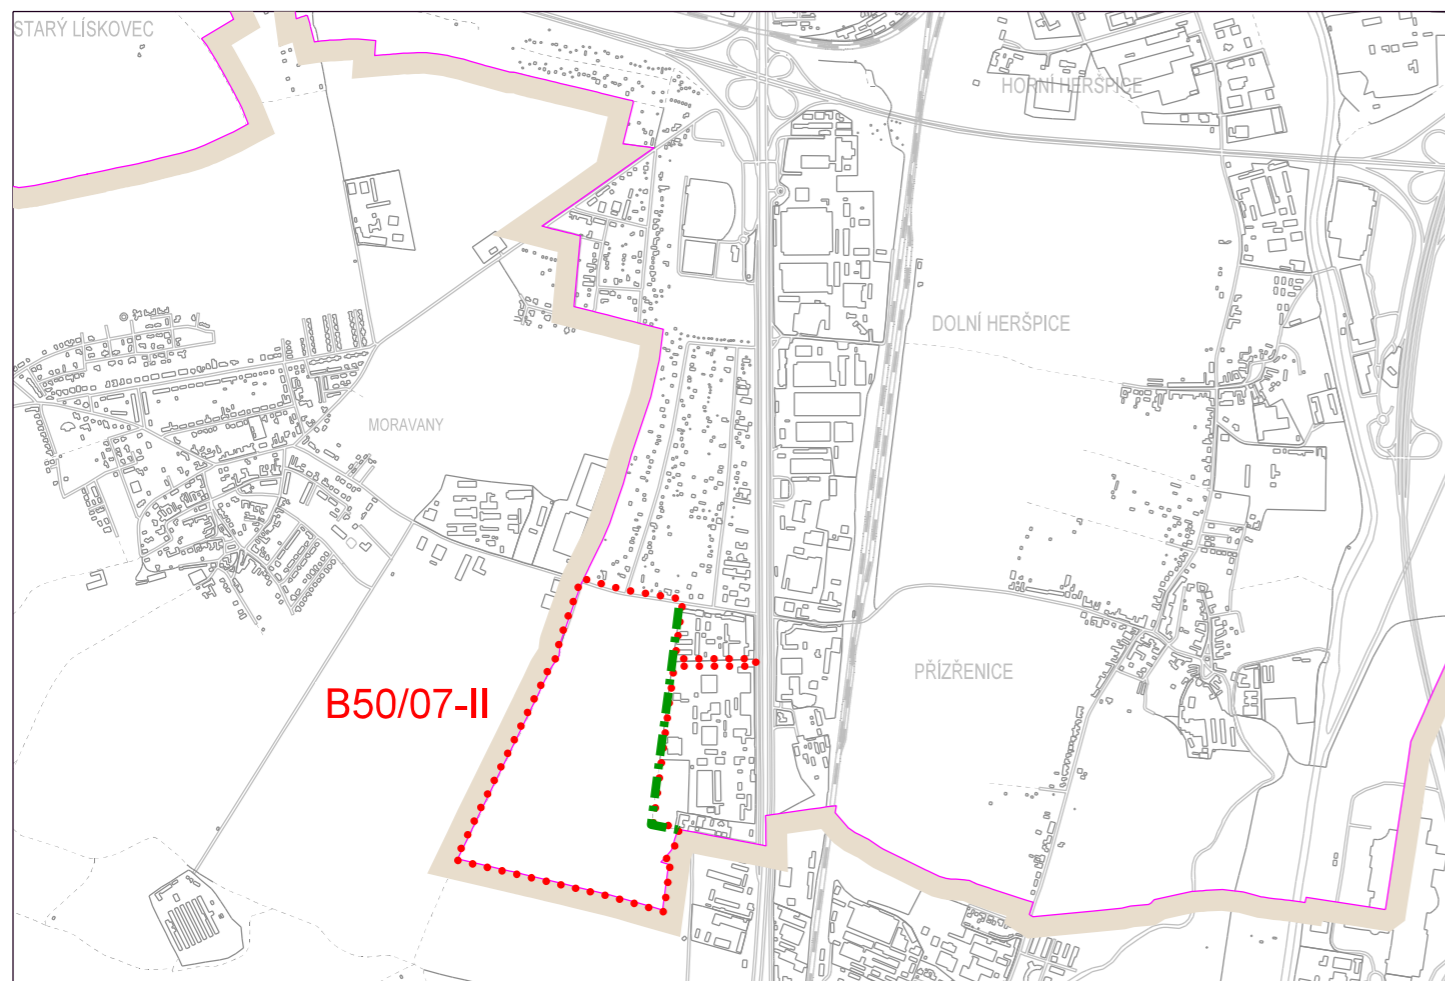 STARÝ LÍSKOVEC
HORNÍ HERŠPICE
DOLNÍ HERŠPICE
MORAVANY
PŘÍZŘENICE
B50/07-II